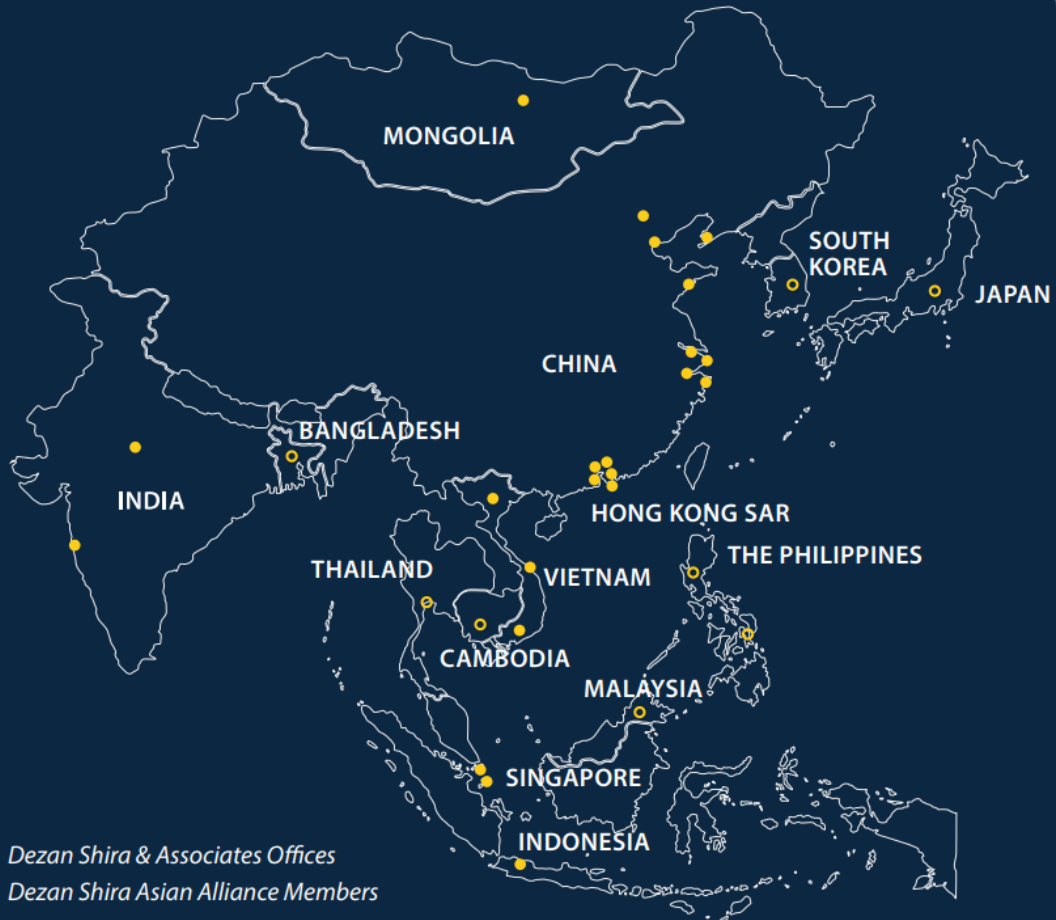 MONGOLIA
SOUTH
KOREA
JAPAN
CHINA
BANGLADESH
INDIA
HONG KONG SAR
THE PHILIPPINES
THAILAND
VIETNAM
CAMBODIA
MALAYSIA
SINGAPORE
INDONESIA
Dezan Shira & Associates Offices
Dezan Shira Asian Alliance Members